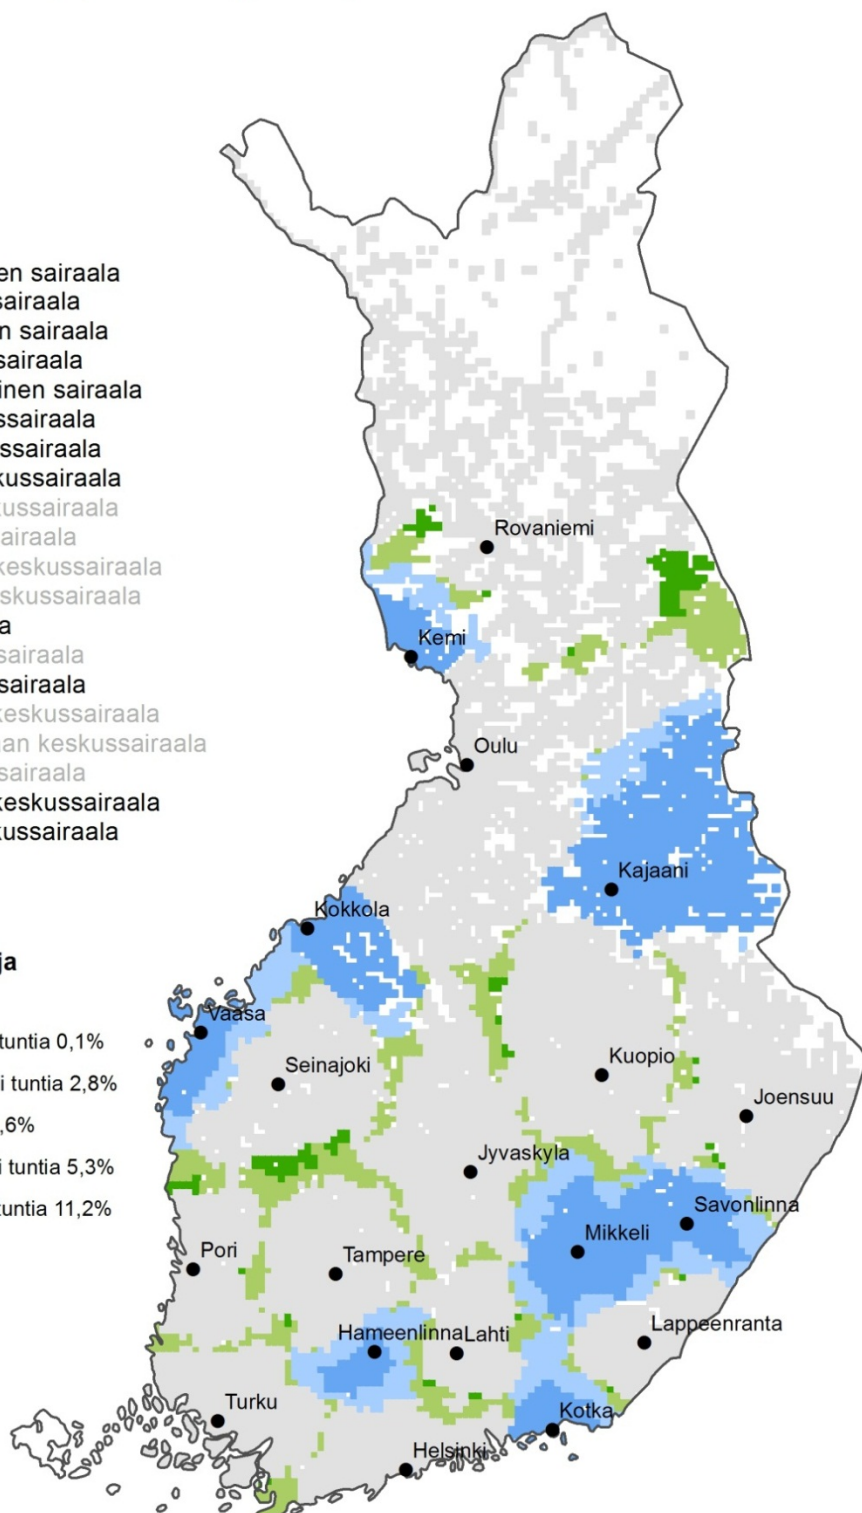 en sairaala
sairaala
n sairaala
sairaala
inen sairaala
ssairaala
ssairaala
kussairaala
kussairaala
airaala
keskussairaala
skussairaala
a
sairaala
sairaala
keskussairaala
an keskussairaala
sairaala
keskussairaala
kussairaala
ja
tuntia 0,1%
i tuntia 2,8%
,6%
i tuntia 5,3%
tuntia 11,2%
Rovaniemi
Kemi
Oulu
Kajaani
Kokkola
Vaasa
Seinajoki
Kuopio
Joensuu
Jyvaskyla
Savonlinna
Mikkeli
Pori
Tampere
Lappeenranta
Hameenlinna
Lahti
Turku
Kotka
Helsinki